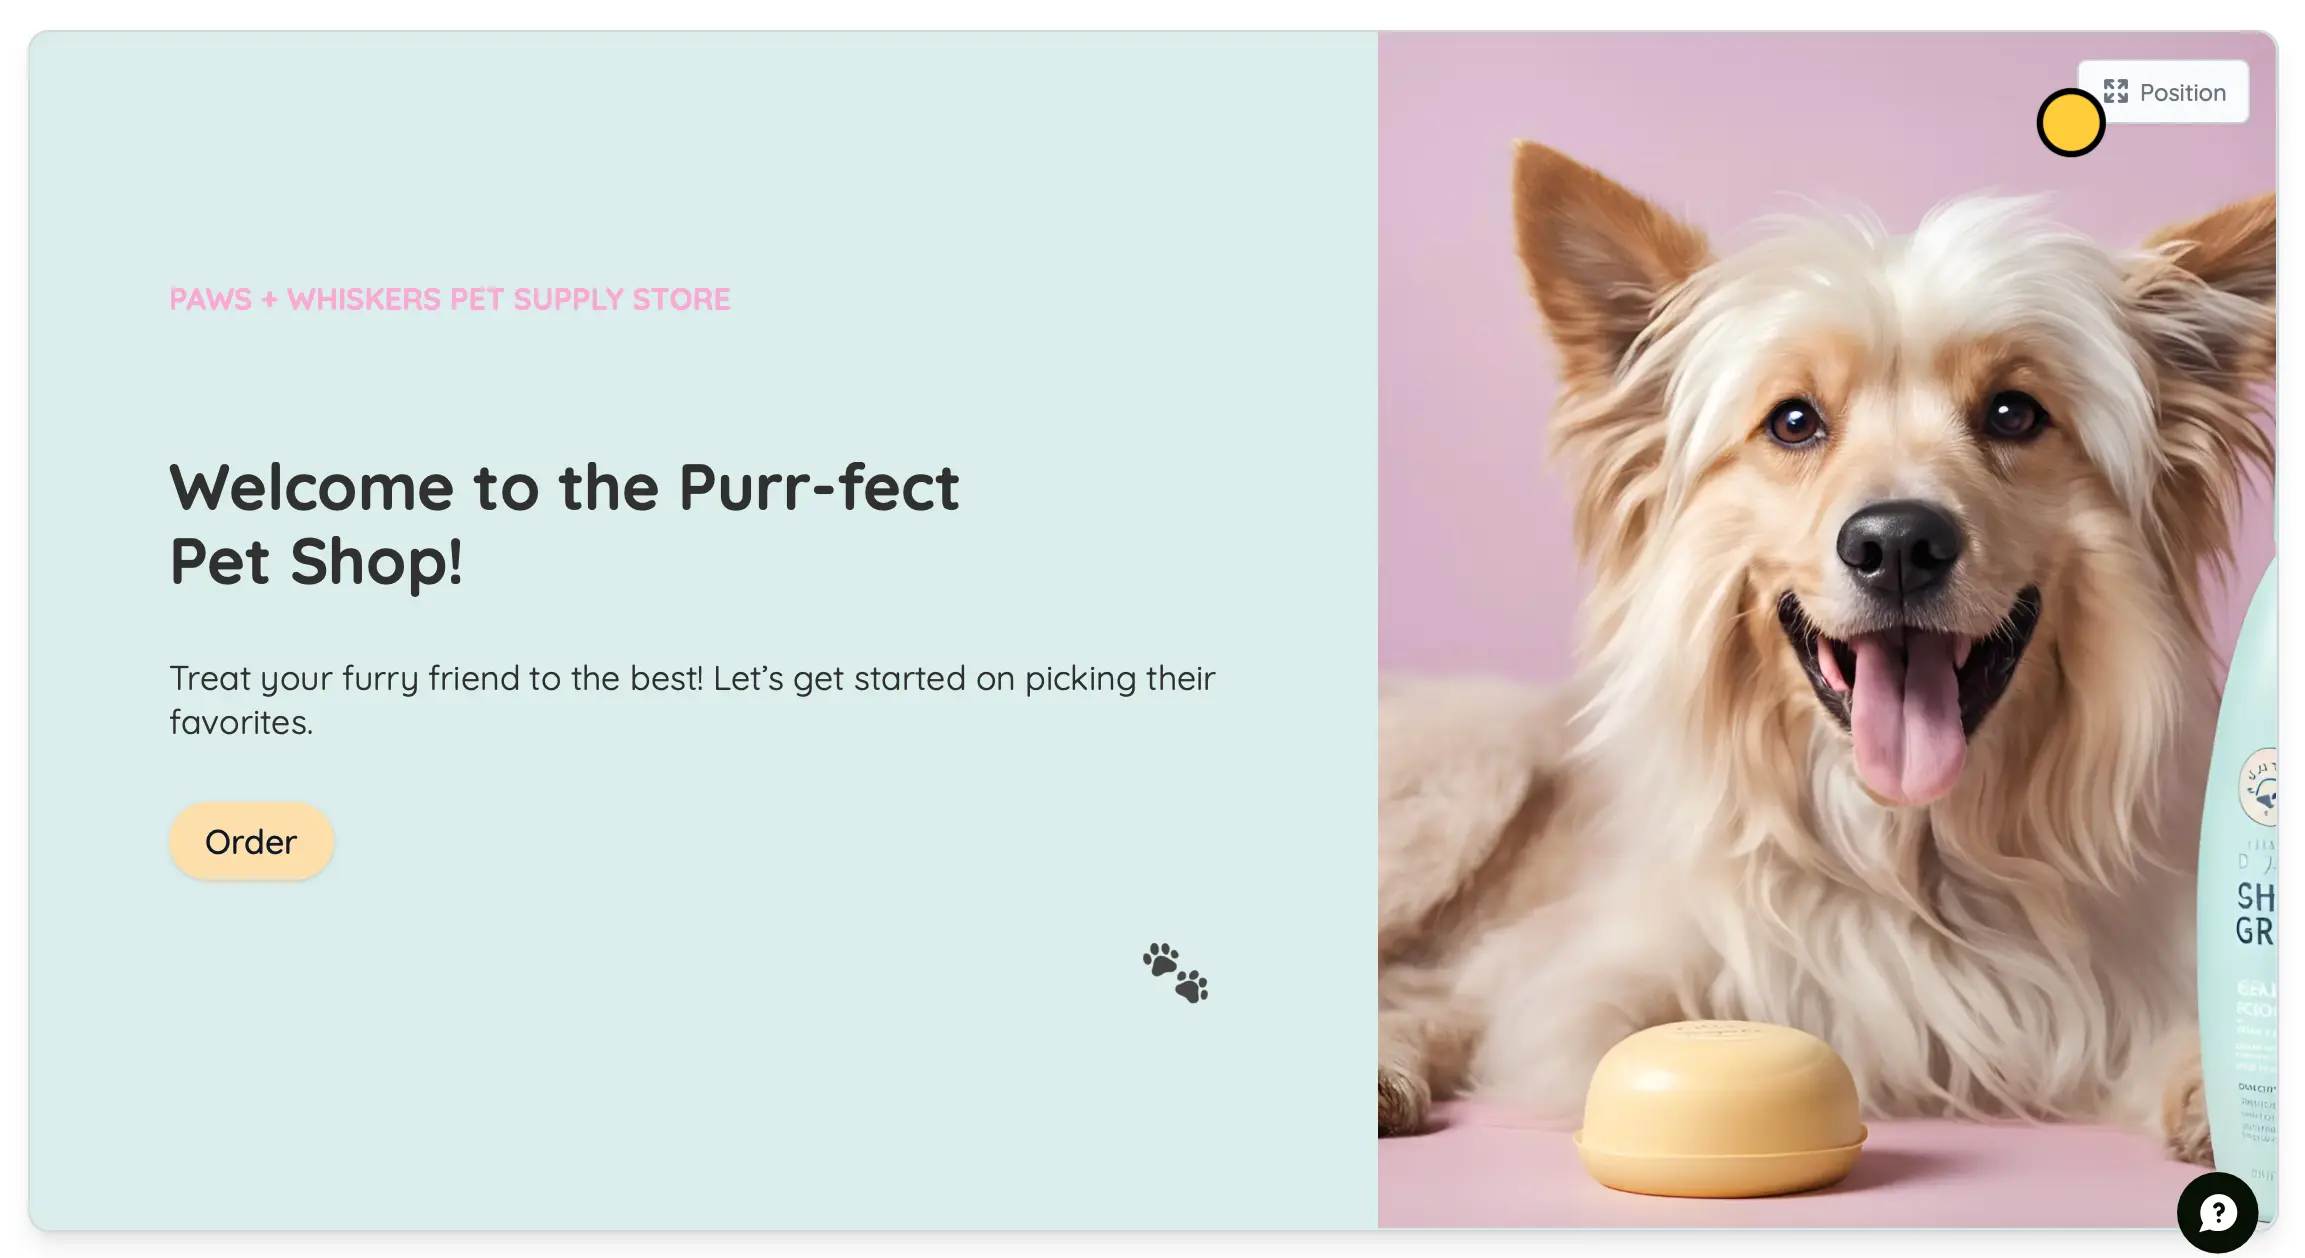 Position
PAWS + WHISKERS PET SUPPLY STORE
Welcome to the Purr-fect
Pet Shop!
Treat your furry friend to the best! Let’s get started on picking their
favorites.
Order
SH
GR